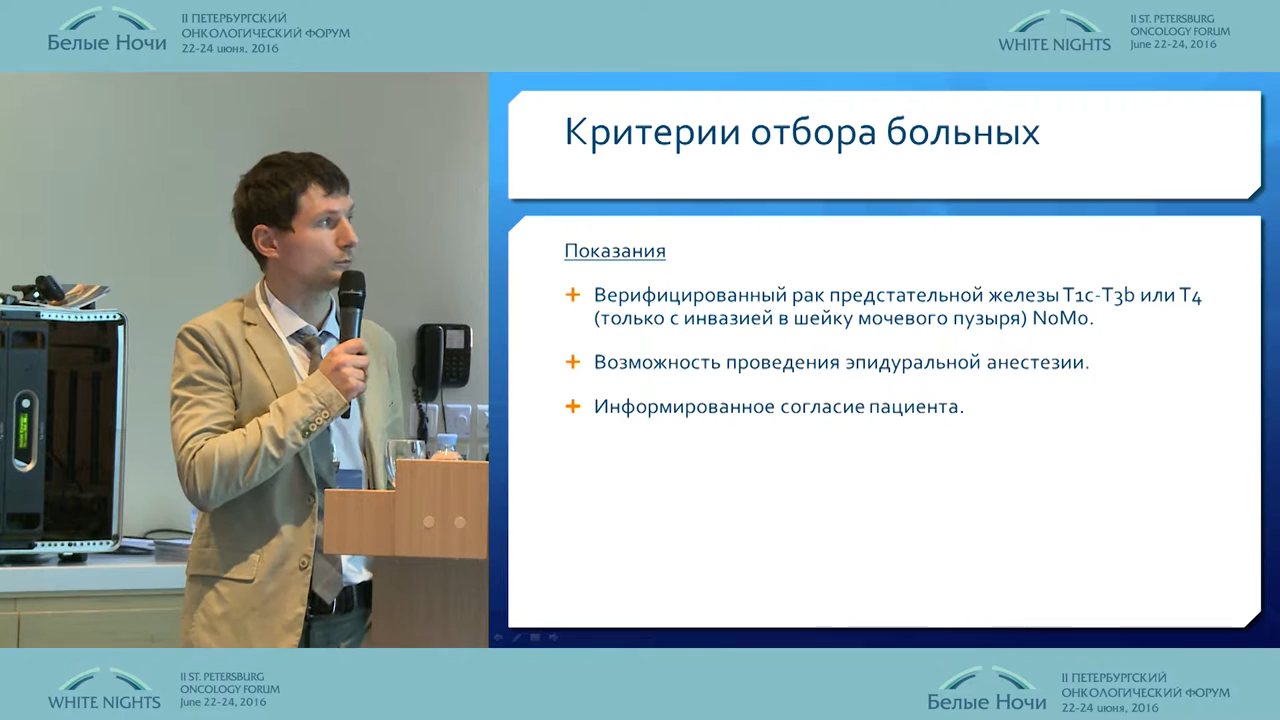 Белые Ночи
II ПЕТЕРБУРГСКИЙ
ОНКОЛОГИЧЕСКИЙ ФОРУМ
22-24 июня, 2016
WHITE NIGHTS
II ST. PETERSBURG
ONCOLOGY FORUM
June 22-24, 2016
Критерии отбора больных
Показания
+ Верифицированный рак предстательной железы T1c-T3b или T4
(только с инвазией в шейку мочевого пузыря) N0M0.
+ Возможность проведения эпидуральной анестезии.
+ Информированное согласие пациента.
WHITE NIGHTS
II ST. PETERSBURG
ONCOLOGY FORUM
June 22-24, 2016
Белые Ночи
II ПЕТЕРБУРГСКИЙ
ОНКОЛОГИЧЕСКИЙ ФОРУМ
22-24 июня, 2016